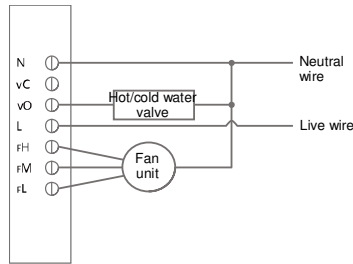 N
vC
vO
L
FH
FM
FL
Hot/cold water
valve
Fan
unit
Neutral
wire
Live wire